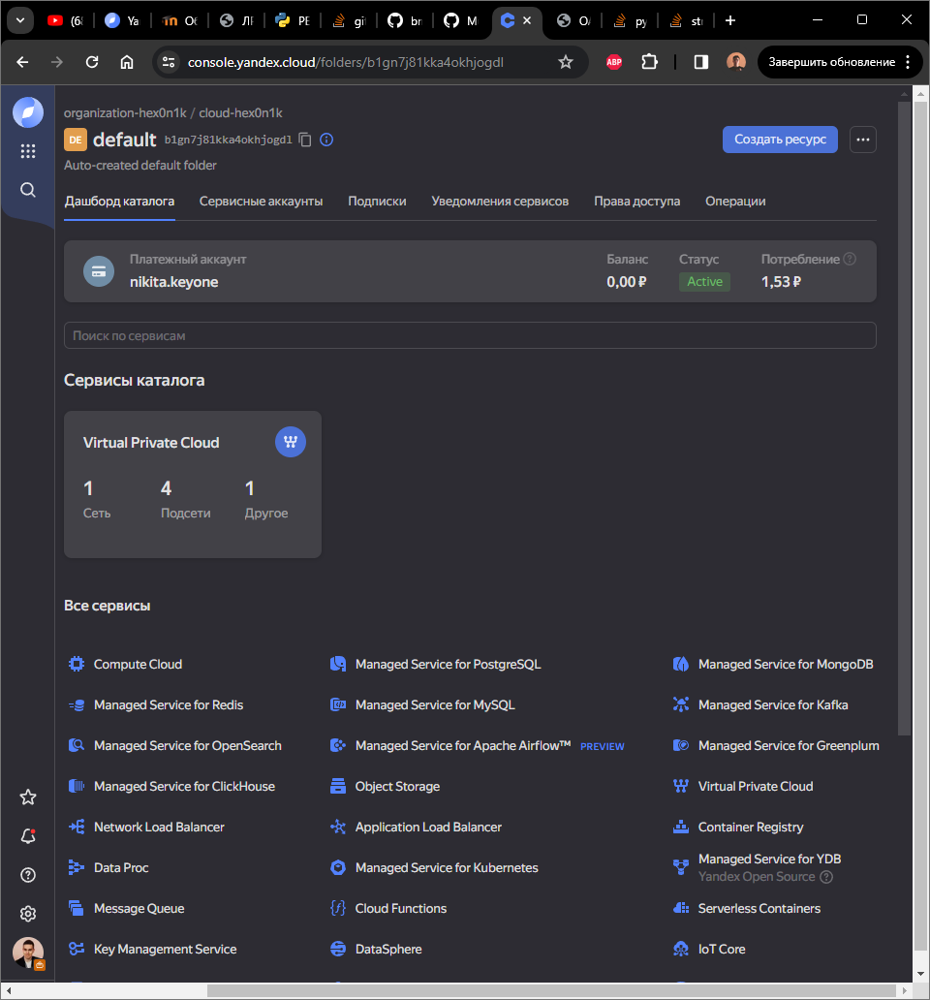 (68
Ya
Об
ЛЕ
PE
git
br
M
OA
py
str
console.yandex.cloud/folders/b1gn7j81kka4okhjogdl
ABP
Завершить обновление
organization-hex0n1k / cloud-hex0n1k
DE default b1gn7j81kka4okhjogdl
Создать ресурс
Auto-created default folder
Дашборд каталога Сервисные аккаунты Подписки Уведомления сервисов Права доступа Операции
Платежный аккаунт Баланс Статус Потребление
nikita.keyone 0,00 ₽ Active 1,53 ₽
Поиск по сервисам
Сервисы каталога
Virtual Private Cloud
1 4 1
Сеть Подсети Другое
Все сервисы
Compute Cloud Managed Service for PostgreSQL Managed Service for MongoDB
Managed Service for Redis Managed Service for MySQL Managed Service for Kafka
Managed Service for OpenSearch Managed Service for Apache Airflow™ PREVIEW Managed Service for Greenplum
Managed Service for ClickHouse Object Storage Virtual Private Cloud
Network Load Balancer Application Load Balancer Container Registry
Data Proc Managed Service for Kubernetes Managed Service for YDB
Yandex Open Source
Message Queue Cloud Functions Serverless Containers
Key Management Service DataSphere IoT Core